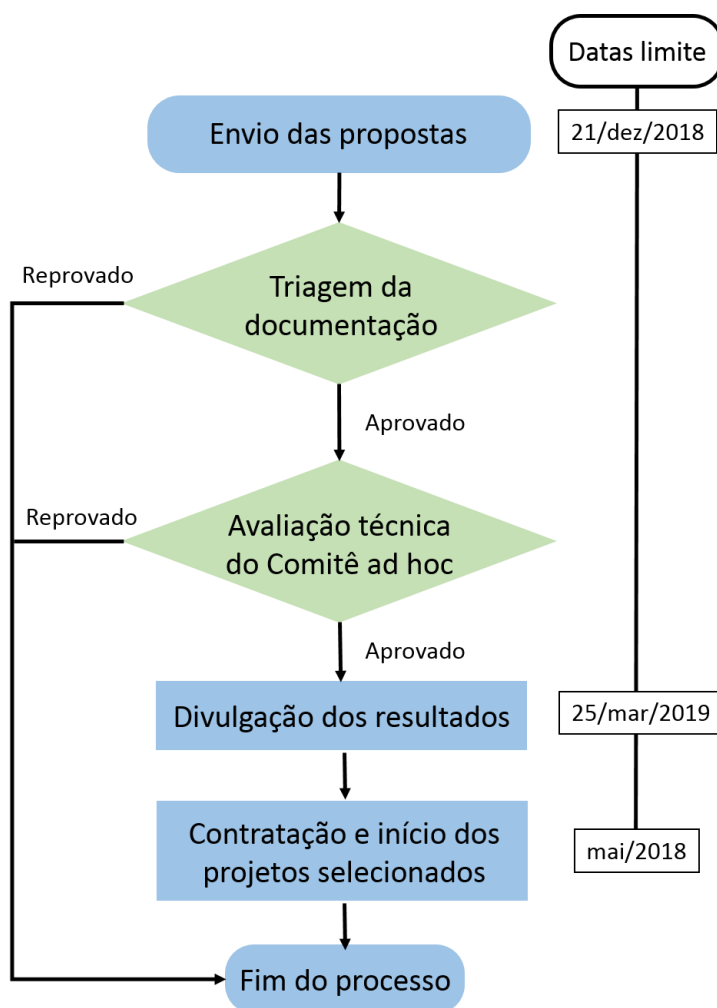 Datas limite
Envio das propostas
21/dez/2018
Reprovado
Triagem da
documentação
Aprovado
Reprovado
Avaliação técnica
do Comitê ad hoc
Aprovado
Divulgação dos resultados
25/mar/2019
Contratação e início dos
projetos selecionados
mai/2018
Fim do processo